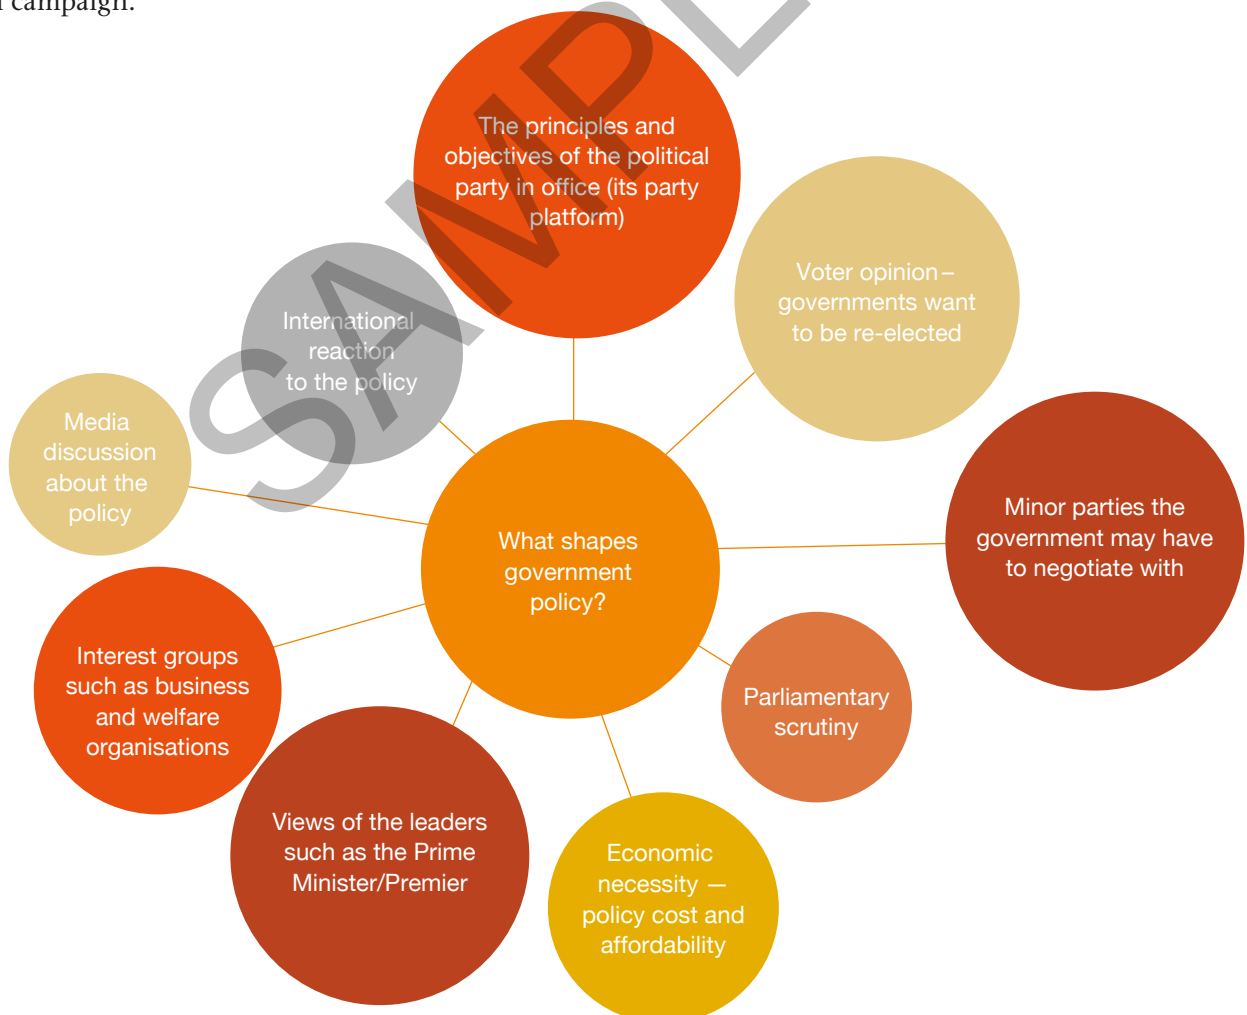 campaign.
SAMPLE
The principles and
objectives of the political
party in office (its party
platform)
Voter opinion –
governments want
to be re-elected
International
reaction
to the policy
Media
discussion
about the
policy
Minor parties the
government may have
to negotiate with
What shapes
government
policy?
Interest groups
such as business
and welfare
organisations
Parliamentary
scrutiny
Views of the leaders
such as the Prime
Minister/Premier
Economic
necessity —
policy cost and
affordability